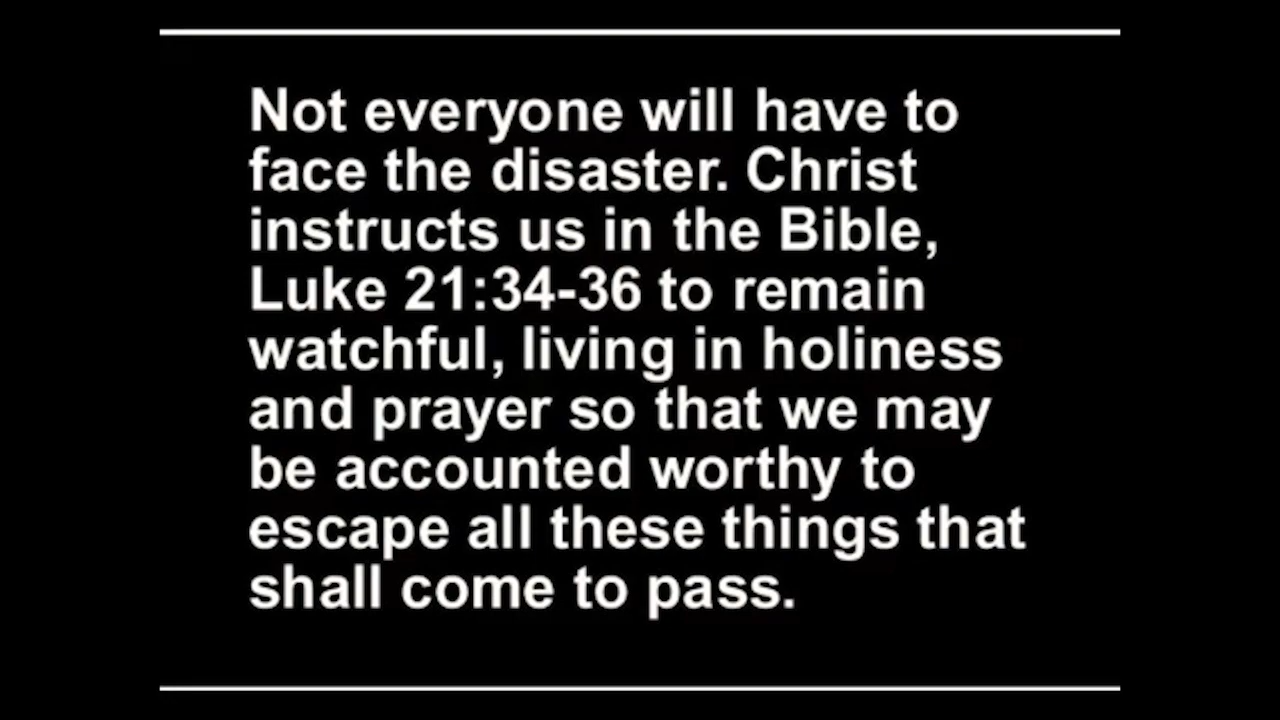 Not everyone will have to
face the disaster. Christ
instructs us in the Bible,
Luke 21:34-36 to remain
watchful, living in holiness
and prayer so that we may
be accounted worthy to
escape all these things that
shall come to pass.